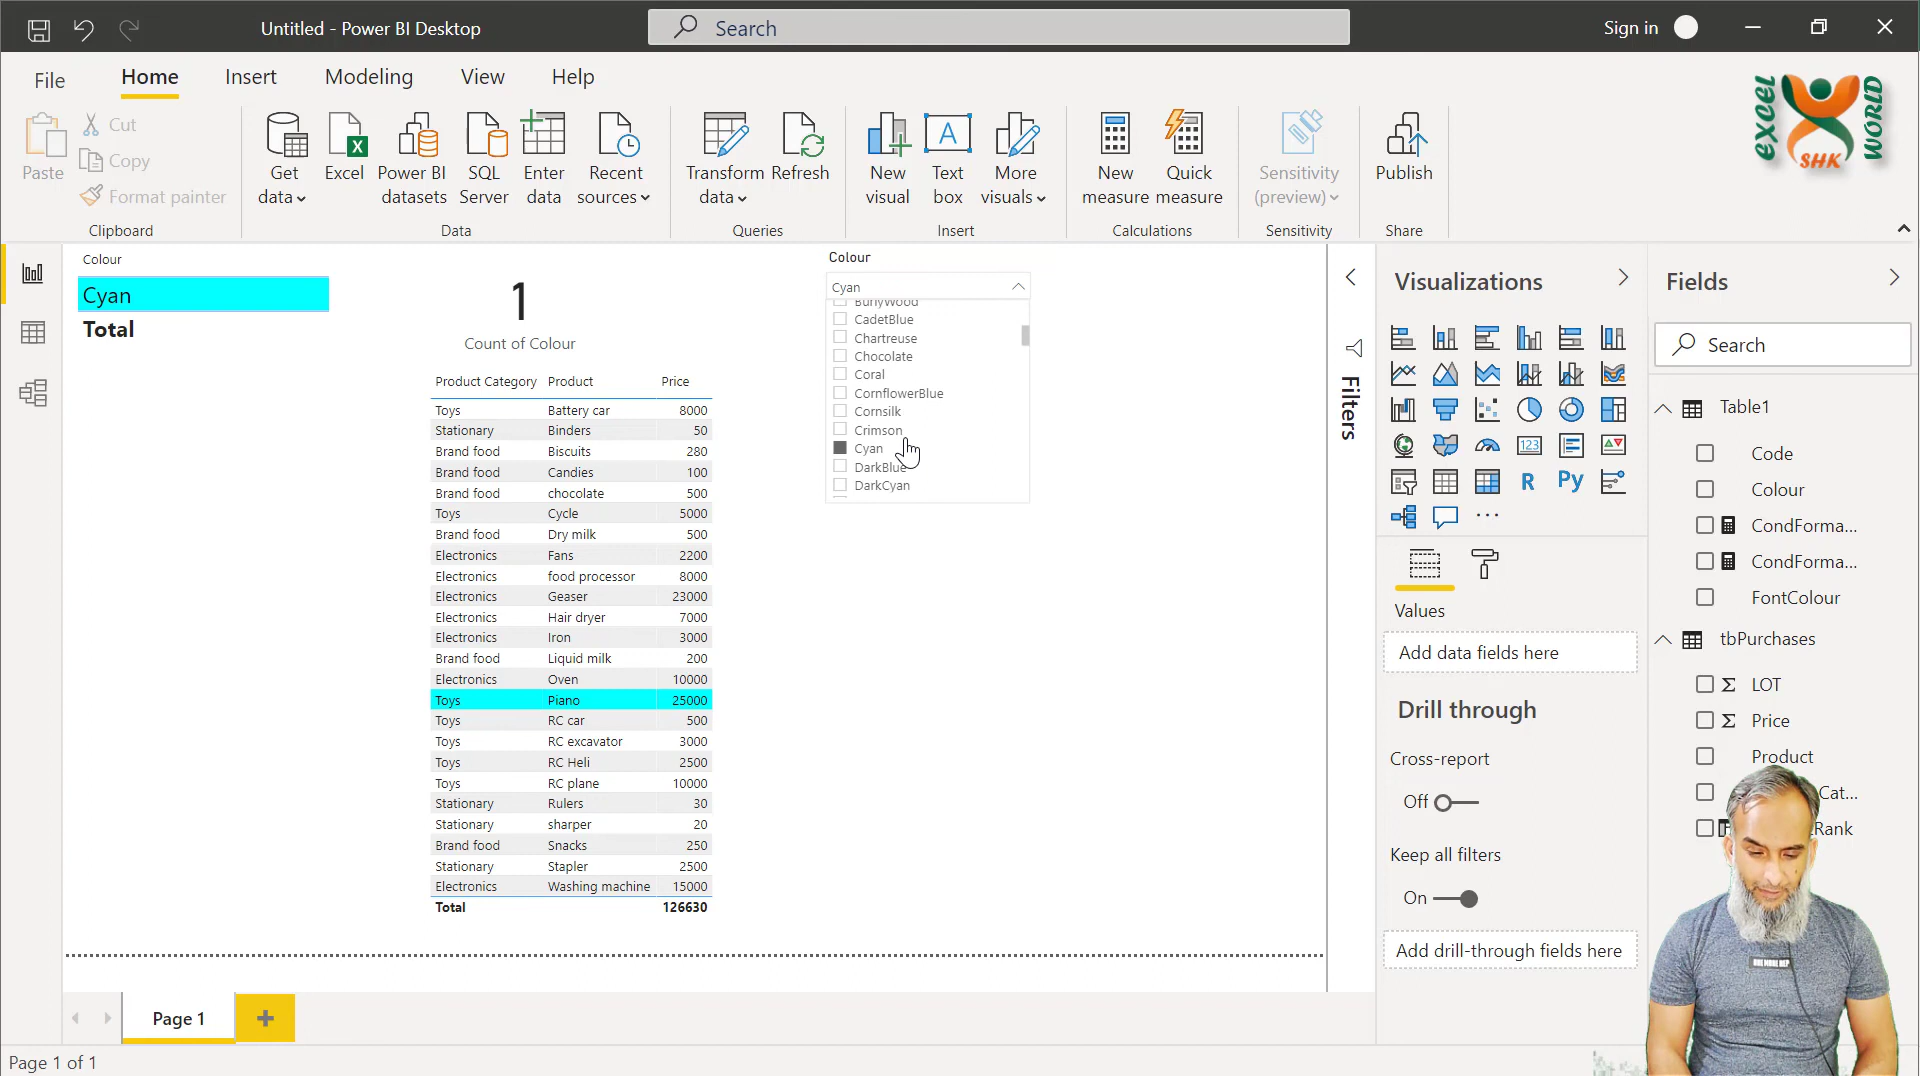 Untitled - Power BI Desktop
Search
Sign in
File
Home
Insert
Modeling
View
Help
Paste
Cut
Copy
Format painter
Clipboard
Get data
Excel
Power BI datasets
SQL Server
Enter data
Recent sources
Data
Transform data
Refresh
Queries
New visual
Text box
More visuals
Insert
New measure
Quick measure
Calculations
Sensitivity (preview)
Sensitivity
Publish
Share
EXCEL
SHK
WORLD
Colour
Cyan
Total
1
Count of Colour
Product Category Product Price
Toys Battery car 8000
Stationary Binders 50
Brand food Biscuits 280
Brand food Candies 100
Brand food chocolate 500
Toys Cycle 5000
Brand food Dry milk 500
Electronics Fans 2200
Electronics food processor 8000
Electronics Geaser 23000
Electronics Hair dryer 7000
Electronics Iron 3000
Brand food Liquid milk 200
Electronics Oven 10000
Toys Piano 25000
Toys RC car 500
Toys RC excavator 3000
Toys RC Heli 2500
Toys RC plane 10000
Stationary Rulers 30
Stationary sharper 20
Brand food Snacks 250
Stationary Stapler 2500
Electronics Washing machine 15000
Total 126630
Colour
Cyan
BurlyWood
CadetBlue
Chartreuse
Chocolate
Coral
CornflowerBlue
Cornsilk
Crimson
Cyan
DarkBlue
DarkCyan
Filters
Visualizations
123
R
Py
Values
Add data fields here
Drill through
Cross-report
Off
Keep all filters
On
Add drill-through fields here
Fields
Search
Table1
Code
Colour
CondForma...
CondForma...
FontColour
tbPurchases
LOT
Price
Product
Cat...
Rank
Page 1
Page 1 of 1